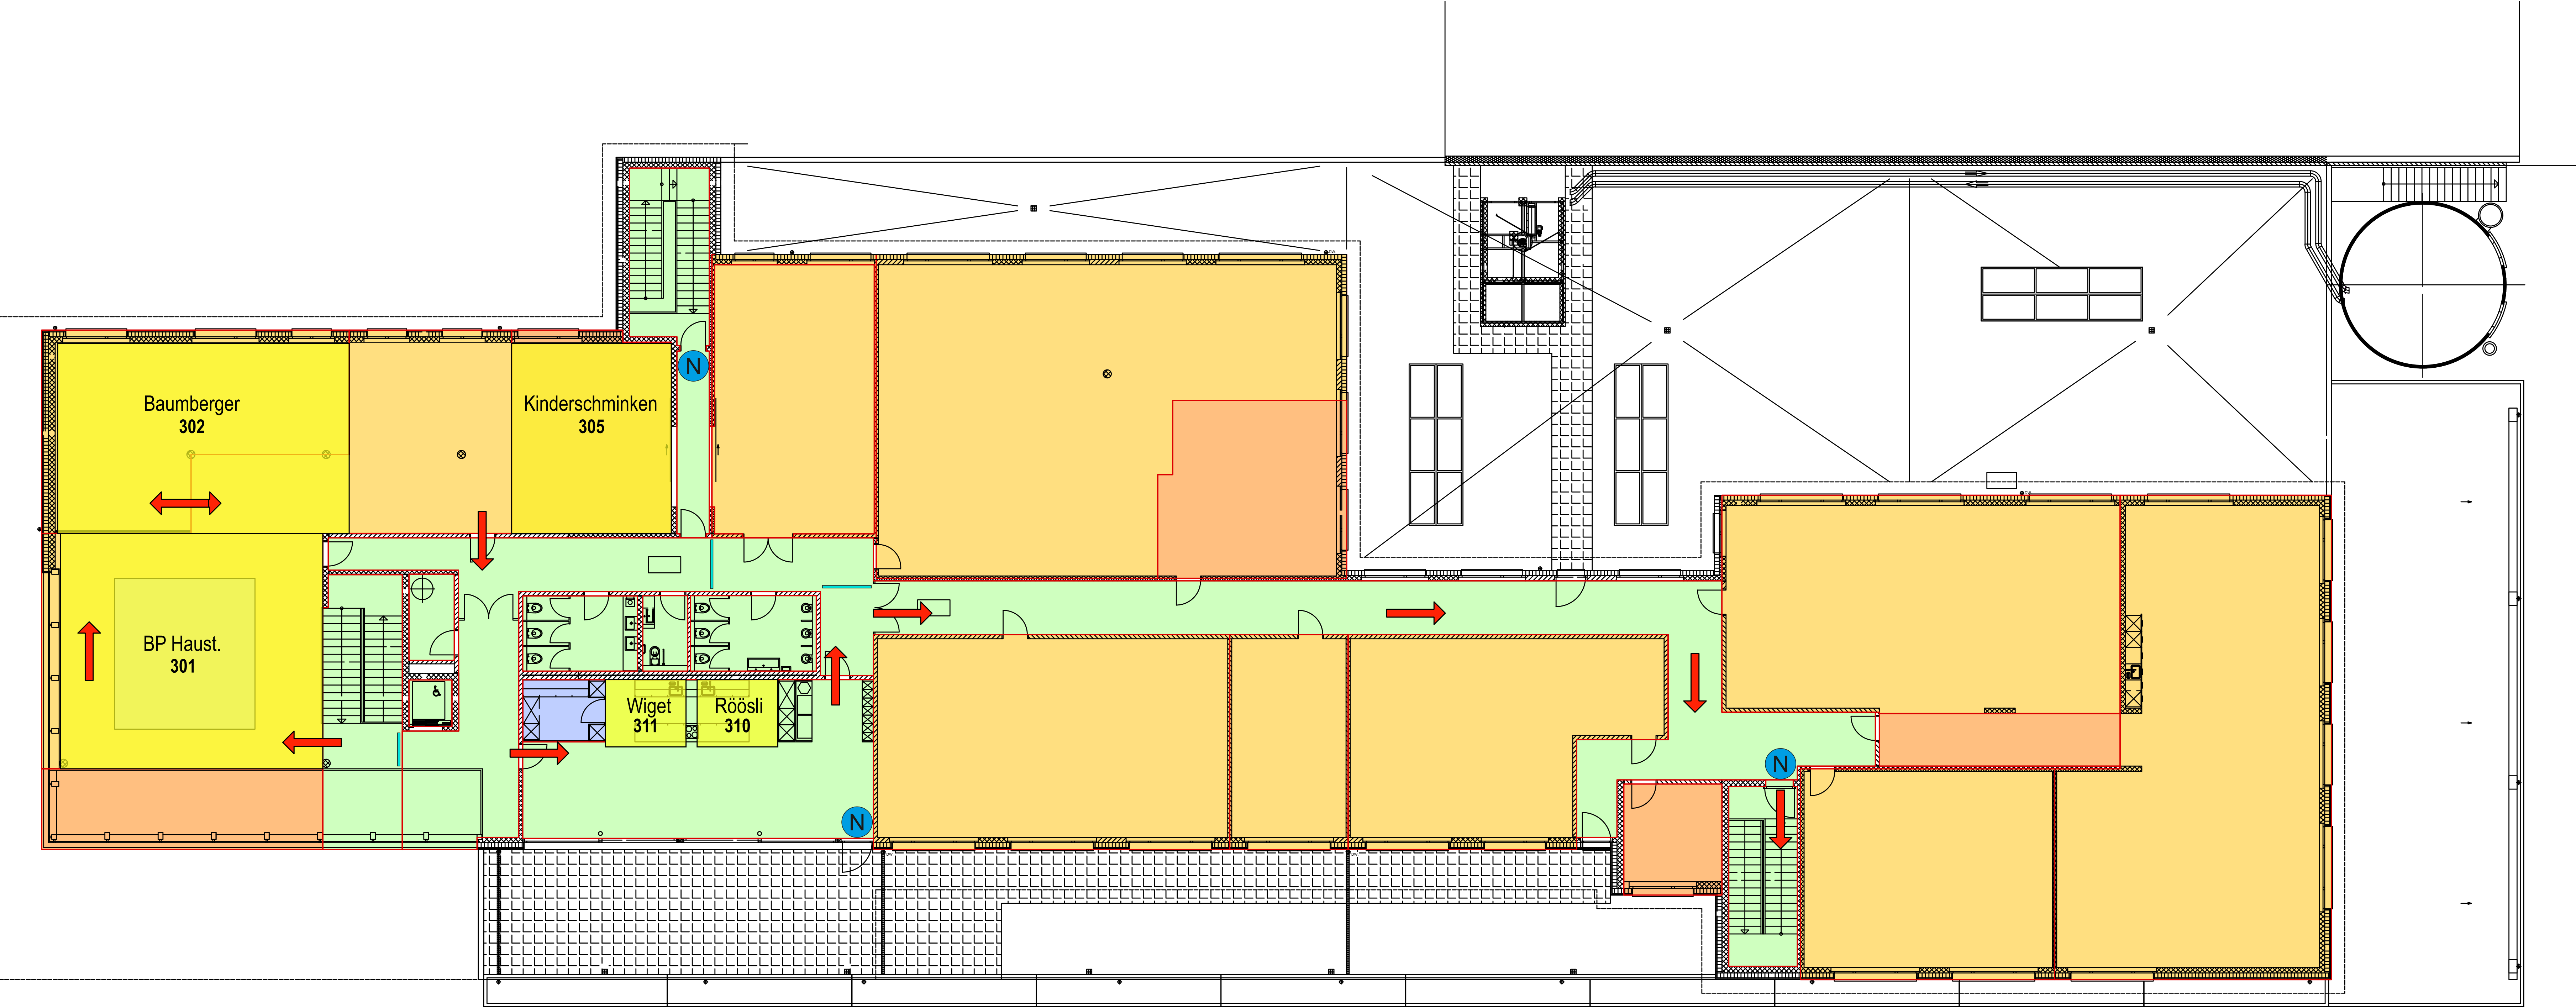 N
Baumberger
302
Kinderschminken
305
BP Haust.
301
Wiget
311
Röösli
310
N
N